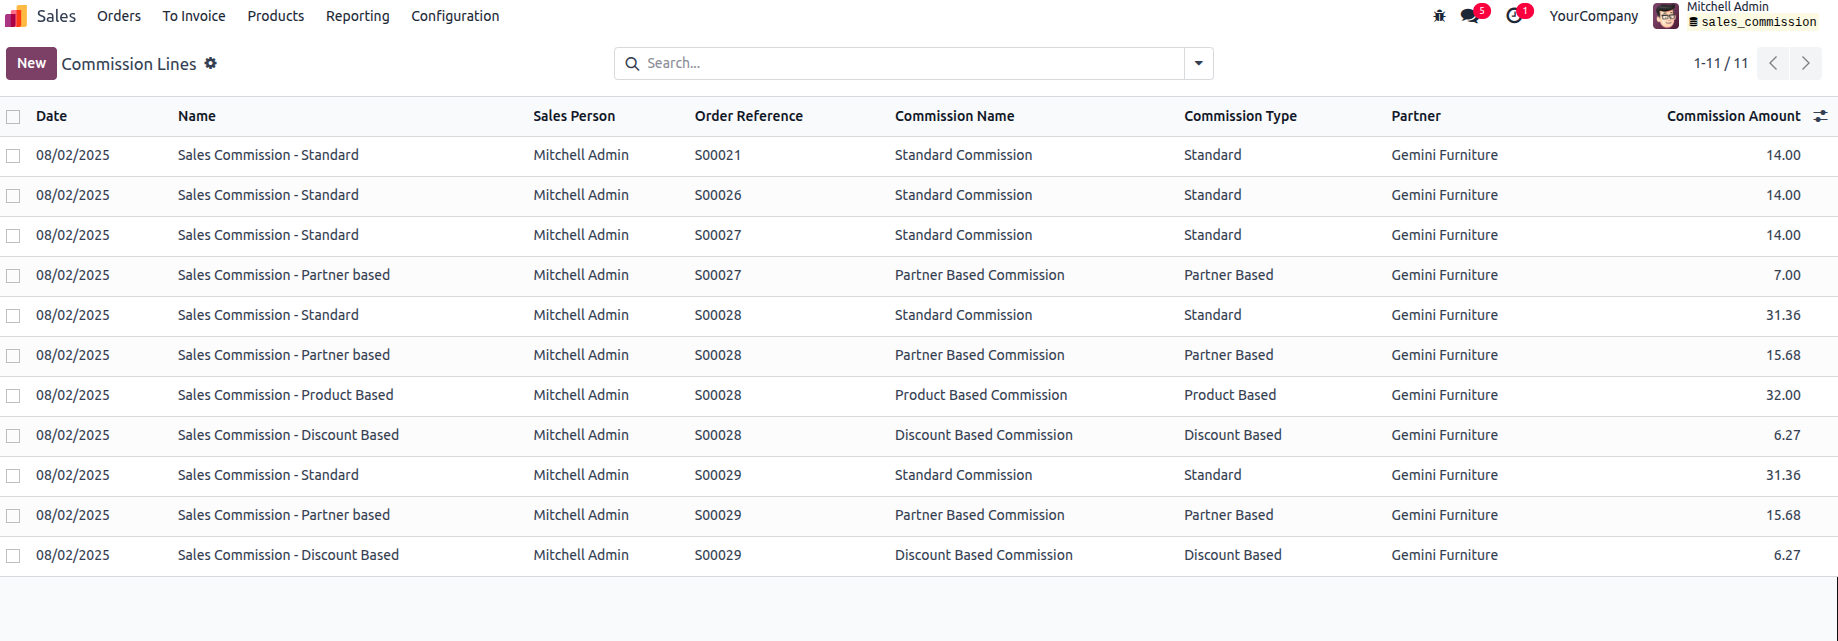 Sales Orders To Invoice Products Reporting Configuration 5 1 YourCompany Mitchell Admin
sales_commission
New Commission Lines Search... 1-11 / 11
Date Name Sales Person Order Reference Commission Name Commission Type Partner Commission Amount
08/02/2025 Sales Commission - Standard Mitchell Admin S00021 Standard Commission Standard Gemini Furniture 14.00
08/02/2025 Sales Commission - Standard Mitchell Admin S00026 Standard Commission Standard Gemini Furniture 14.00
08/02/2025 Sales Commission - Standard Mitchell Admin S00027 Standard Commission Standard Gemini Furniture 14.00
08/02/2025 Sales Commission - Partner based Mitchell Admin S00027 Partner Based Commission Partner Based Gemini Furniture 7.00
08/02/2025 Sales Commission - Standard Mitchell Admin S00028 Standard Commission Standard Gemini Furniture 31.36
08/02/2025 Sales Commission - Partner based Mitchell Admin S00028 Partner Based Commission Partner Based Gemini Furniture 15.68
08/02/2025 Sales Commission - Product Based Mitchell Admin S00028 Product Based Commission Product Based Gemini Furniture 32.00
08/02/2025 Sales Commission - Discount Based Mitchell Admin S00028 Discount Based Commission Discount Based Gemini Furniture 6.27
08/02/2025 Sales Commission - Standard Mitchell Admin S00029 Standard Commission Standard Gemini Furniture 31.36
08/02/2025 Sales Commission - Partner based Mitchell Admin S00029 Partner Based Commission Partner Based Gemini Furniture 15.68
08/02/2025 Sales Commission - Discount Based Mitchell Admin S00029 Discount Based Commission Discount Based Gemini Furniture 6.27